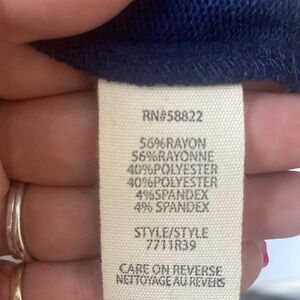 RN#58822
56%RAYON
56%RAYONNE
40%POLYESTER
40%POLYESTER
4%SPANDEX
4% SPANDEX
STYLE/STYLE
7711R39
CARE ON REVERSE
NETTOYAGE AU REVERS